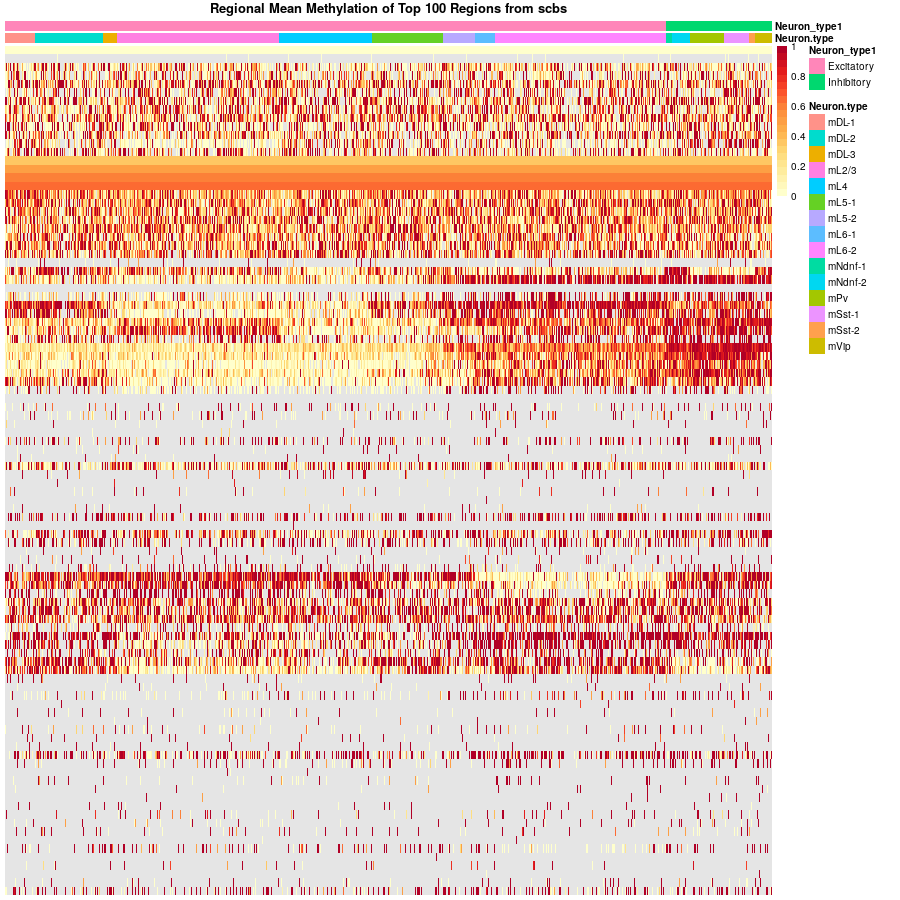 Regional Mean Methylation of Top 100 Regions from scbs
Neuron_type1
Neuron.type
1
0.8
0.6
0.4
0.2
0
Neuron_type1
Excitatory
Inhibitory
Neuron.type
mDL-1
mDL-2
mDL-3
mL2/3
mL4
mL5-1
mL5-2
mL6-1
mL6-2
mNdnf-1
mNdnf-2
mPv
mSst-1
mSst-2
mVip